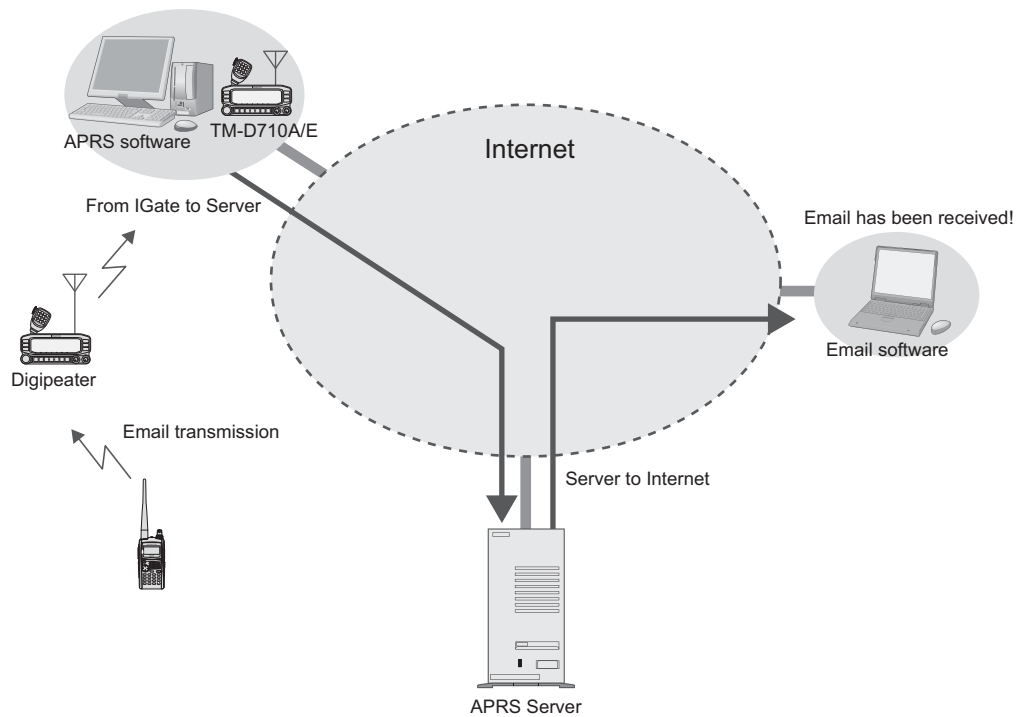 TM-D710A/E
APRS software
Internet
From IGate to Server
Email has been received!
Email software
Digipeater
Email transmission
Server to Internet
APRS Server